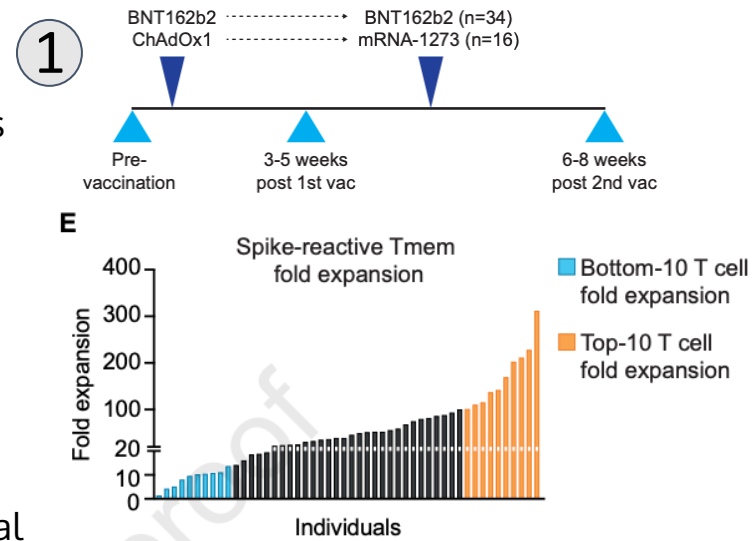 1
BNT162b2 BNT162b2 (n=34)
ChAdOx1 mRNA-1273 (n=16)
s
Pre-
vaccination
3-5 weeks
post 1st vac
6-8 weeks
post 2nd vac
E
Spike-reactive Tmem
fold expansion
Fold expansion
400
300
200
100
20
10
0
Individuals
Bottom-10 T cell
fold expansion
Top-10 T cell
fold expansion
proof
al